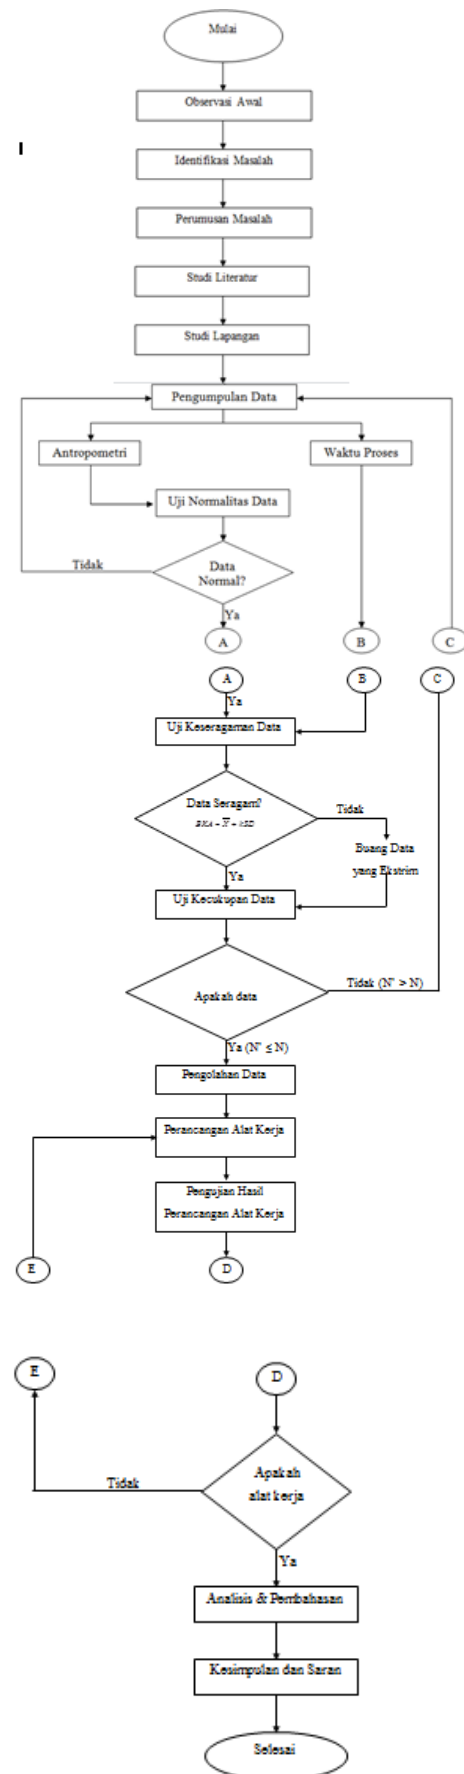 Mulai
Observasi Awal
Identifikasi Masalah
Perumusan Masalah
Studi Literatur
Studi Lapangan
Pengumpulan Data
Antropometri
Waktu Proses
Uji Normalitas Data
Tidak
Data
Normal?
Ya
A
B
C
A
B
C
Ya
Uji Keseragaman Data
Data Seragam?
Tidak
Buang Data
yang Ekstrim
Ya
Uji Kecukupan Data
Apakah data
Tidak (N' > N)
Ya (N' ≤ N)
Pengolahan Data
Perancangan Alat Kerja
Pengujian Hasil
Perancangan Alat Kerja
E
D
E
D
Apakah
alat kerja
Tidak
Ya
Analisis & Pembahasan
Kesimpulan dan Saran
Selesai